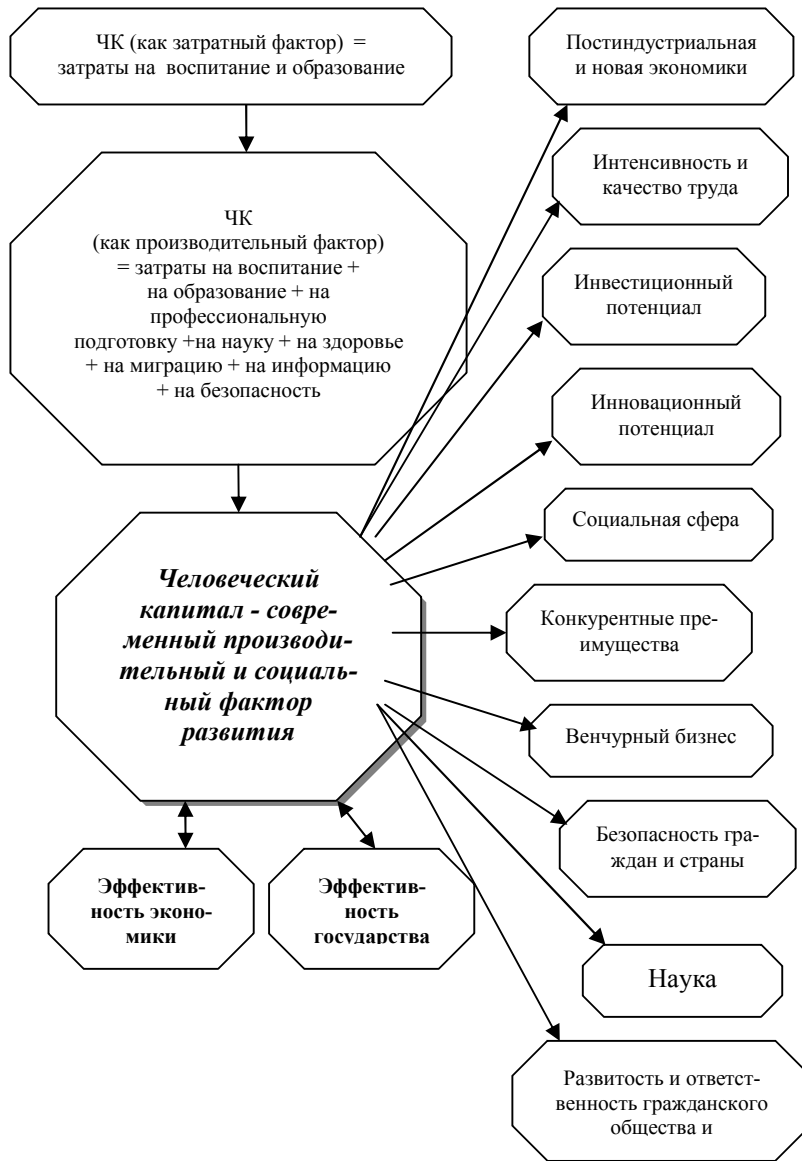 ЧК (как затратный фактор) =
затраты на воспитание и образование
ЧК
(как производительный фактор)
= затраты на воспитание +
на образование + на
профессиональную
подготовку +на науку + на здоровье
+ на миграцию + на информацию
+ на безопасность
Человеческий
капитал - совре-
менный производи-
тельный и социаль-
ный фактор
развития
Эффектив-
ность эконо-
мики
Эффектив-
ность
государства
Постиндустриальная
и новая экономики
Интенсивность и
качество труда
Инвестиционный
потенциал
Инновационный
потенциал
Социальная сфера
Конкурентные пре-
имущества
Венчурный бизнес
Безопасность гра-
ждан и страны
Наука
Развитость и ответст-
венность гражданского
общества и